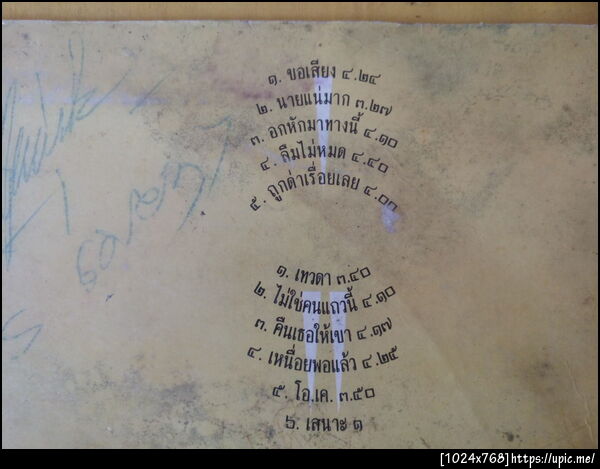 ๑. ขอเสียง ๔.๒๔
๒. นายแน่มาก ๓.๒๗
๓. อกหักมาทางนี้ ๔.๑๐
๔. ลืมไม่หมด ๔.๔๐
๕. ถูกด่าเรื่อยเลย ๔.๐๐
๑. เทวดา ๓.๔๐
๒. ไม่ใช่คนแถวนี้ ๔.๑๐
๓. คืนเธอให้เขา ๔.๑๗
๔. เหนื่อยพอแล้ว ๔.๒๕
๕. โอ.เค. ๓.๕๐
๖. เสนาะ ๑
[1024x768]https://upic.me/